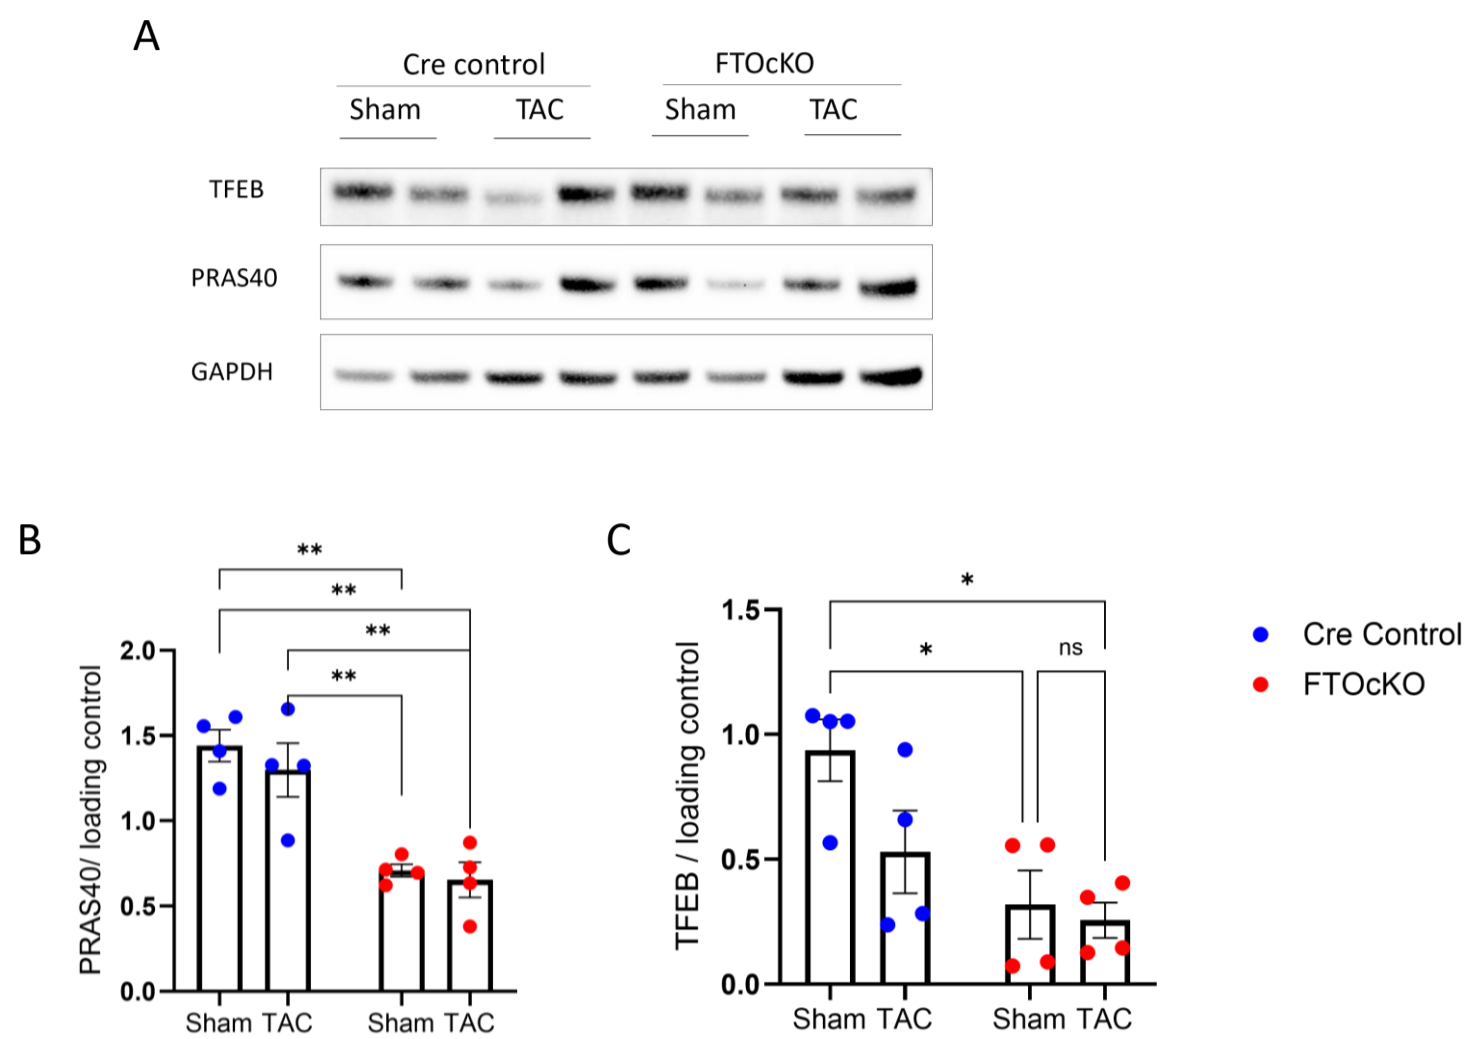 A
Cre control FTOcKO
Sham TAC Sham TAC
TFEB
PRAS40
GAPDH
B
**
**
**
**
PRAS40/ loading control
2.0
1.5
1.0
0.5
0.0
Sham TAC Sham TAC
C
*
*
ns
TFEB / loading control
1.5
1.0
0.5
0.0
Sham TAC Sham TAC
Cre Control
FTOcKO